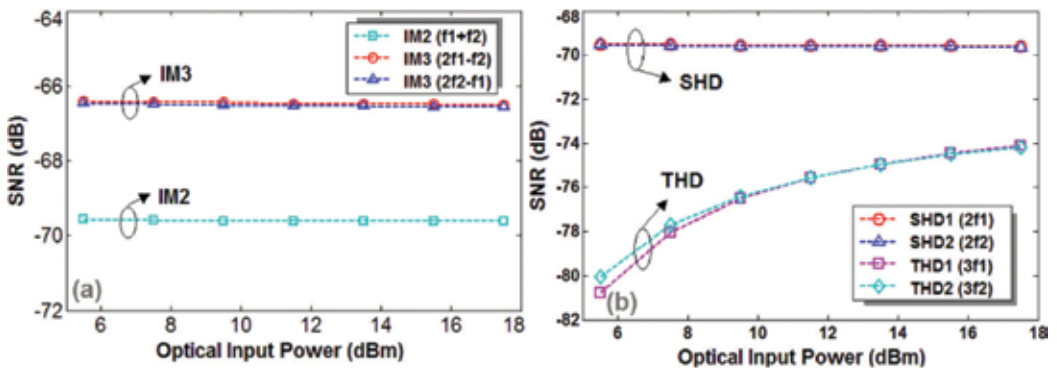 -64
-66
-68
-70
-72
SNR (dB)
IM2 (f1+f2)
IM3 (2f1-f2)
IM3 (2f2-f1)
IM3
IM2
(a)
6 8 10 12 14 16 18
Optical Input Power (dBm)
-68
-70
-72
-74
-76
-78
-80
-82
SNR (dB)
SHD
THD
SHD1 (2f1)
SHD2 (2f2)
THD1 (3f1)
THD2 (3f2)
(b)
6 8 10 12 14 16 18
Optical Input Power (dBm)